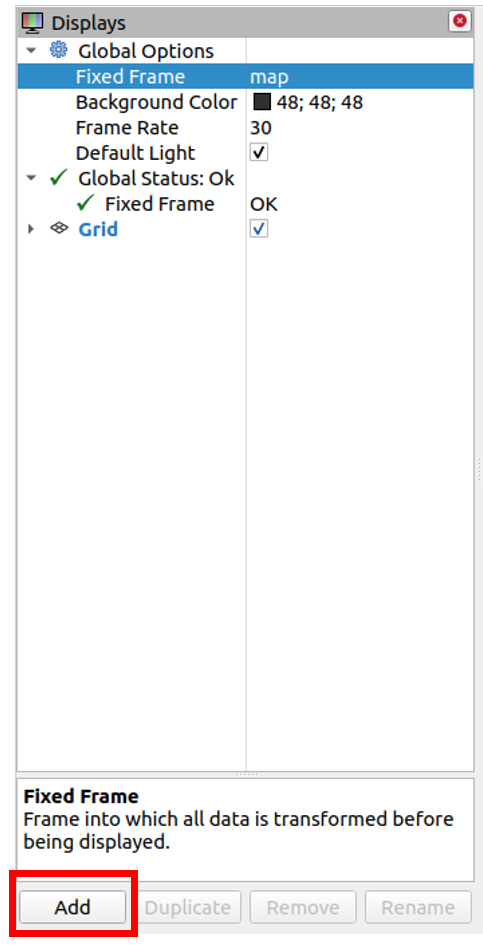 Displays
Global Options
Fixed Frame map
Background Color 48; 48; 48
Frame Rate 30
Default Light
Global Status: Ok
Fixed Frame OK
Grid
Fixed Frame
Frame into which all data is transformed before
being displayed.
Add Duplicate Remove Rename